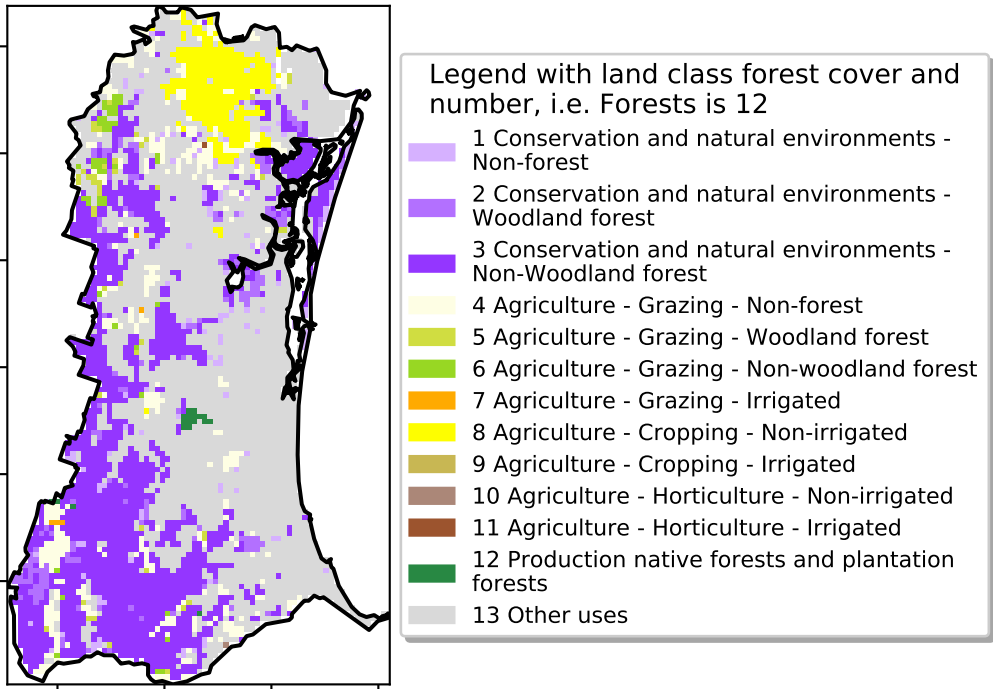 Legend with land class forest cover and
number, i.e. Forests is 12
1 Conservation and natural environments -
Non-forest
2 Conservation and natural environments -
Woodland forest
3 Conservation and natural environments -
Non-Woodland forest
4 Agriculture - Grazing - Non-forest
5 Agriculture - Grazing - Woodland forest
6 Agriculture - Grazing - Non-woodland forest
7 Agriculture - Grazing - Irrigated
8 Agriculture - Cropping - Non-irrigated
9 Agriculture - Cropping - Irrigated
10 Agriculture - Horticulture - Non-irrigated
11 Agriculture - Horticulture - Irrigated
12 Production native forests and plantation
forests
13 Other uses